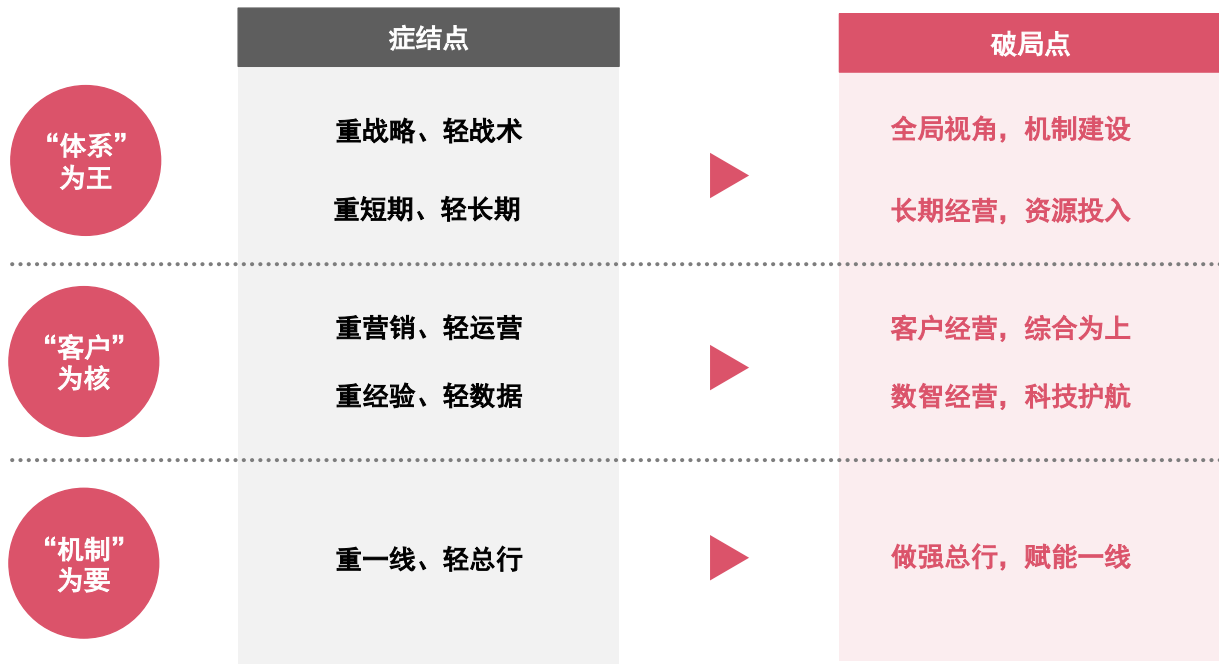 症结点
破局点
“体系”
为王
重战略、轻战术
全局视角，机制建设
重短期、轻长期
长期经营，资源投入
“客户”
为核
重营销、轻运营
客户经营，综合为上
重经验、轻数据
数智经营，科技护航
“机制”
为要
重一线、轻总行
做强总行，赋能一线